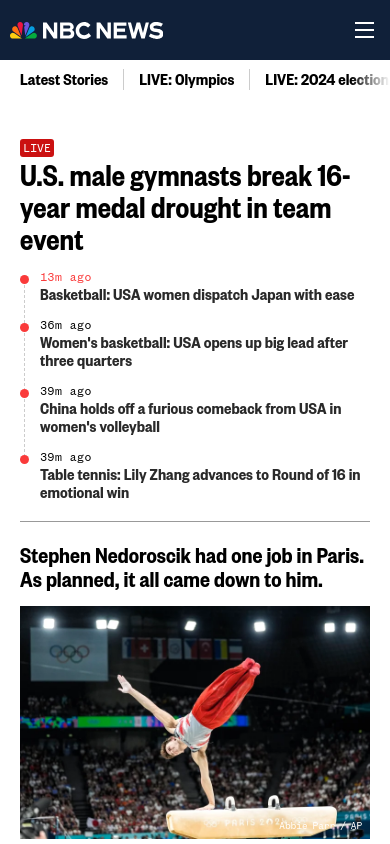 NBC NEWS
Latest Stories
LIVE: Olympics
LIVE: 2024 election
LIVE
U.S. male gymnasts break 16-
year medal drought in team
event
13m ago
Basketball: USA women dispatch Japan with ease
36m ago
Women's basketball: USA opens up big lead after
three quarters
39m ago
China holds off a furious comeback from USA in
women's volleyball
39m ago
Table tennis: Lily Zhang advances to Round of 16 in
emotional win
Stephen Nedoroscik had one job in Paris.
As planned, it all came down to him.
PARIS
Abbie Parr / AP